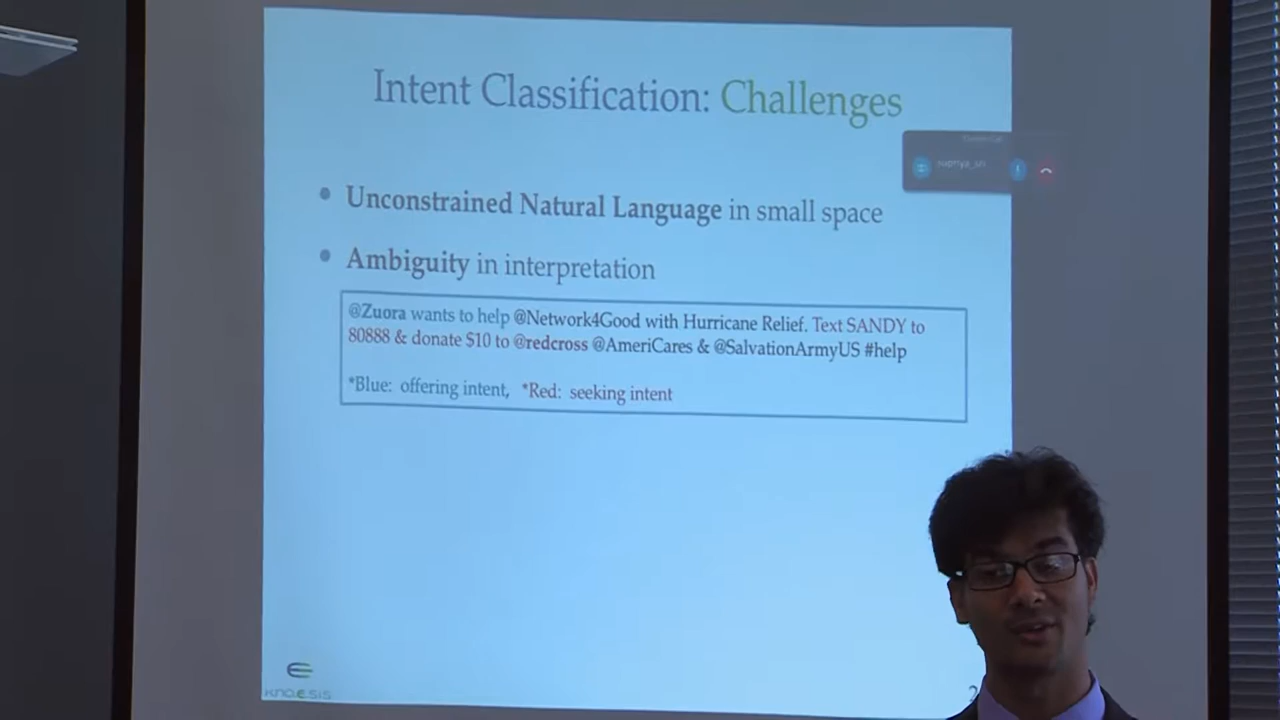 Intent Classification: Challenges
• Unconstrained Natural Language in small space
• Ambiguity in interpretation
@Zuora wants to help @Network4Good with Hurricane Relief. Text SANDY to
80888 & donate $10 to @redcross @AmeriCares & @SalvationArmyUS #help
*Blue: offering intent, *Red: seeking intent
knoesis
2